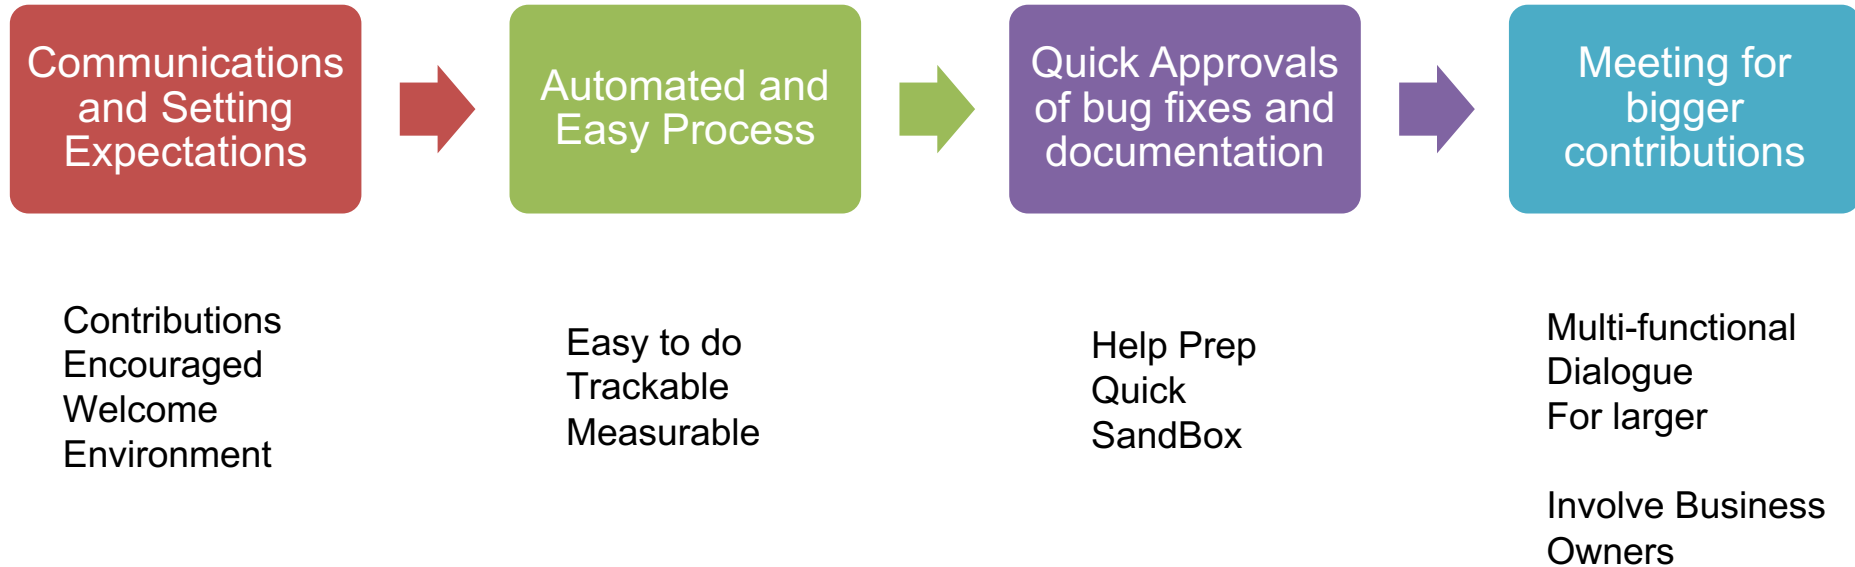 Communications
and Setting
Expectations
Automated and
Easy Process
Quick Approvals
of bug fixes and
documentation
Meeting for
bigger
contributions
Contributions
Encouraged
Welcome
Environment
Easy to do
Trackable
Measurable
Help Prep
Quick
SandBox
Multi-functional
Dialogue
For larger
Involve Business
Owners